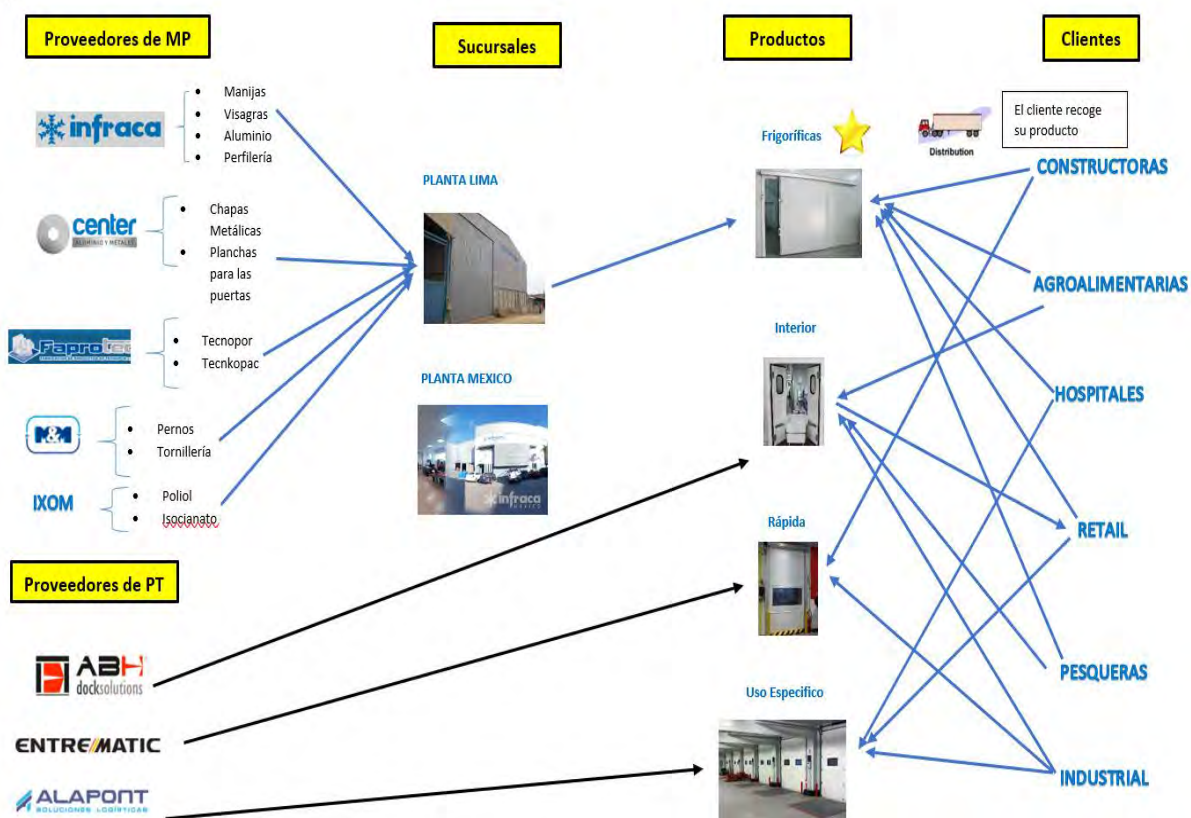 Proveedores de MP
Sucursales
Productos
Clientes
infraca
Manijas
Visagras
Aluminio
Perfilería
center
ALUMINIO Y METALES
Chapas
Metálicas
Planchas
para las
puertas
Faprotec
Tecnopor
Tecnkopac
M&M
Pernos
Tornillería
IXOM
Poliol
Isocianato
Proveedores de PT
ABH
docksolutions
ENTRE/MATIC
ALAPONT
SOLUCIONES LOGÍSTICAS
PLANTA LIMA
PLANTA MEXICO
infraca
MÉXICO
Frigoríficas
Interior
Rápida
Uso Especifico
Distribution
El cliente recoge
su producto
CONSTRUCTORAS
AGROALIMENTARIAS
HOSPITALES
RETAIL
PESQUERAS
INDUSTRIAL